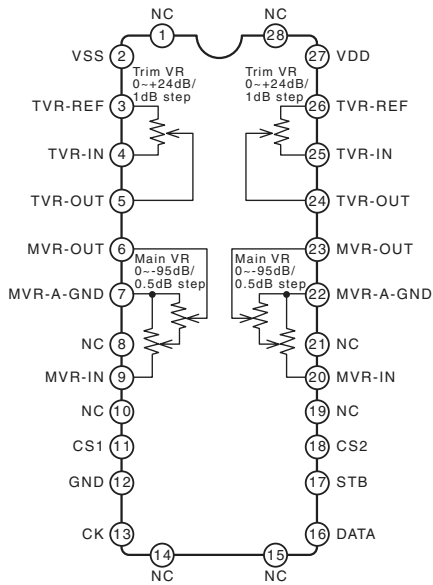 NC NC
1 28
VSS 2 27 VDD
Trim VR Trim VR
0~+24dB/ 0~+24dB/
1dB step 1dB step
TVR-REF 3 26 TVR-REF
TVR-IN 4 25 TVR-IN
TVR-OUT 5 24 TVR-OUT
MVR-OUT 6 23 MVR-OUT
Main VR Main VR
0~-95dB/ 0~-95dB/
0.5dB step 0.5dB step
MVR-A-GND 7 22 MVR-A-GND
NC 8 21 NC
MVR-IN 9 20 MVR-IN
NC 10 19 NC
CS1 11 18 CS2
GND 12 17 STB
CK 13 16 DATA
14 15
NC NC